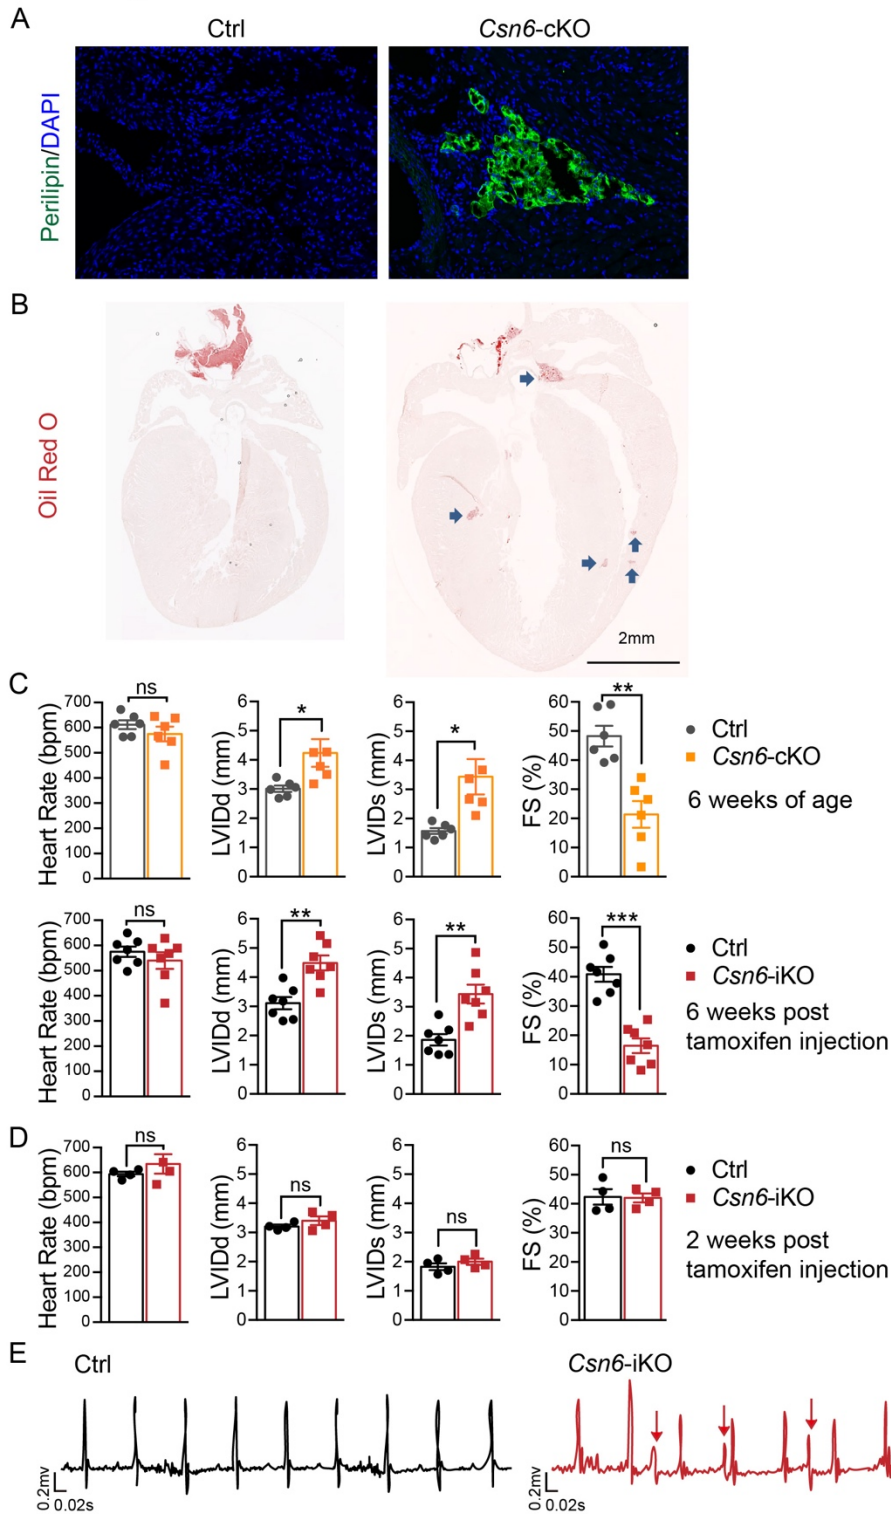 A
Ctrl
Csn6-cKO
Perilipin/DAPI
B
Oil Red O
2mm
C
Heart Rate (bpm)
700
600
500
400
300
200
100
0
ns
LVIDd (mm)
6
5
4
3
2
1
0
*
LVIDs (mm)
6
5
4
3
2
1
0
*
FS (%)
60
50
40
30
20
10
0
**
Ctrl
Csn6-cKO
6 weeks of age
Heart Rate (bpm)
700
600
500
400
300
200
100
0
ns
LVIDd (mm)
6
5
4
3
2
1
0
**
LVIDs (mm)
6
5
4
3
2
1
0
**
FS (%)
60
50
40
30
20
10
0
***
Ctrl
Csn6-iKO
6 weeks post
tamoxifen injection
D
Heart Rate (bpm)
700
600
500
400
300
200
100
0
ns
LVIDd (mm)
6
5
4
3
2
1
0
ns
LVIDs (mm)
6
5
4
3
2
1
0
ns
FS (%)
60
50
40
30
20
10
0
ns
Ctrl
Csn6-iKO
2 weeks post
tamoxifen injection
E
Ctrl
0.2mv
0.02s
Csn6-iKO
0.2mv
0.02s